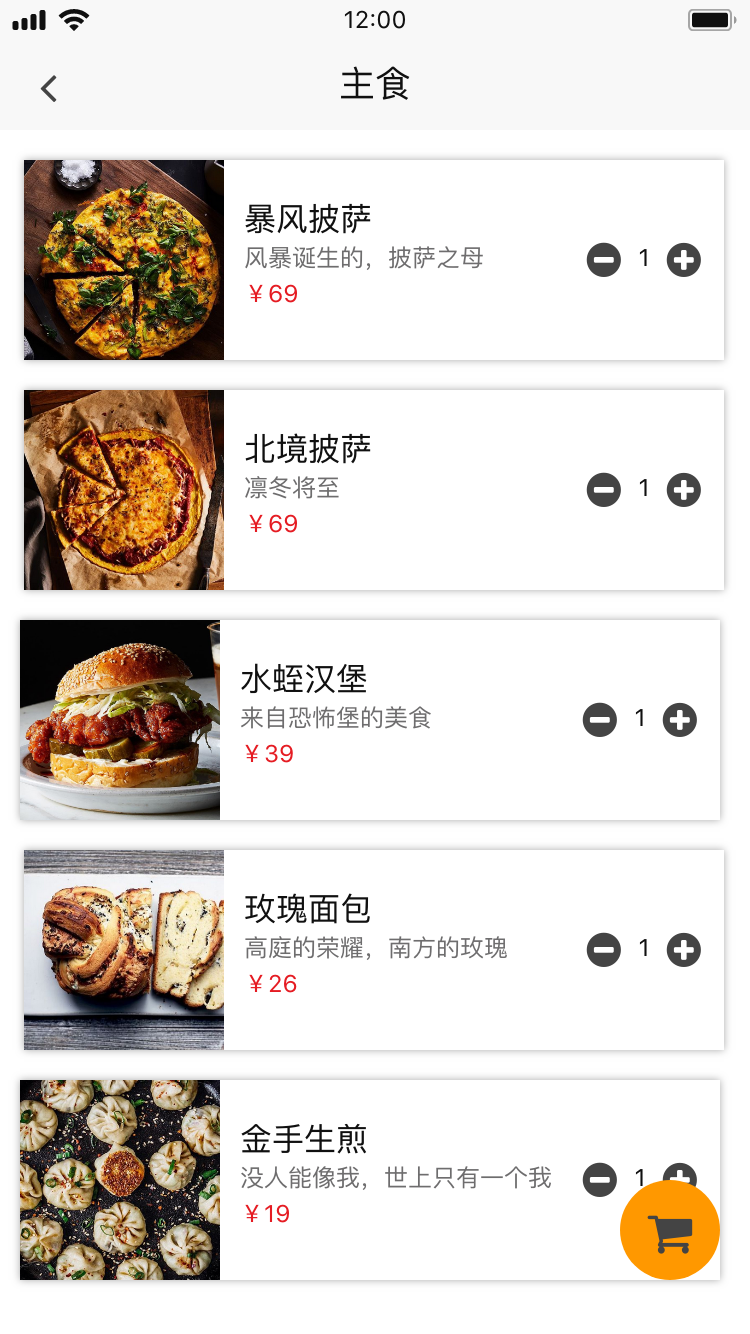 12:00
主食
暴风披萨
风暴诞生的，披萨之母
1
￥69
北境披萨
凛冬将至
1
￥69
水蛭汉堡
来自恐怖堡的美食
1
￥39
玫瑰面包
高庭的荣耀，南方的玫瑰
1
￥26
金手生煎
没人能像我，世上只有一个我
1
￥19